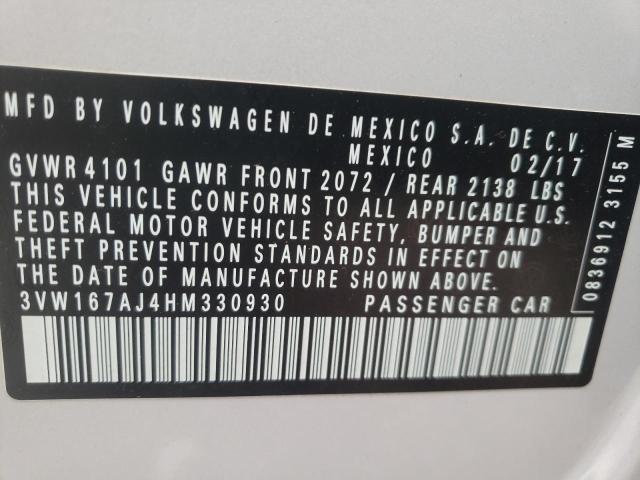 MFD BY VOLKSWAGEN DE MEXICO S.A. DE C.V.
MEXICO 02/17
GVWR 4101 GAWR FRONT 2072 / REAR 2138 LBS
THIS VEHICLE CONFORMS TO ALL APPLICABLE U.S.
FEDERAL MOTOR VEHICLE SAFETY, BUMPER AND
THEFT PREVENTION STANDARDS IN EFFECT ON
THE DATE OF MANUFACTURE SHOWN ABOVE.
3VW167AJ4HM330930 PASSENGER CAR
0836912 3155 M